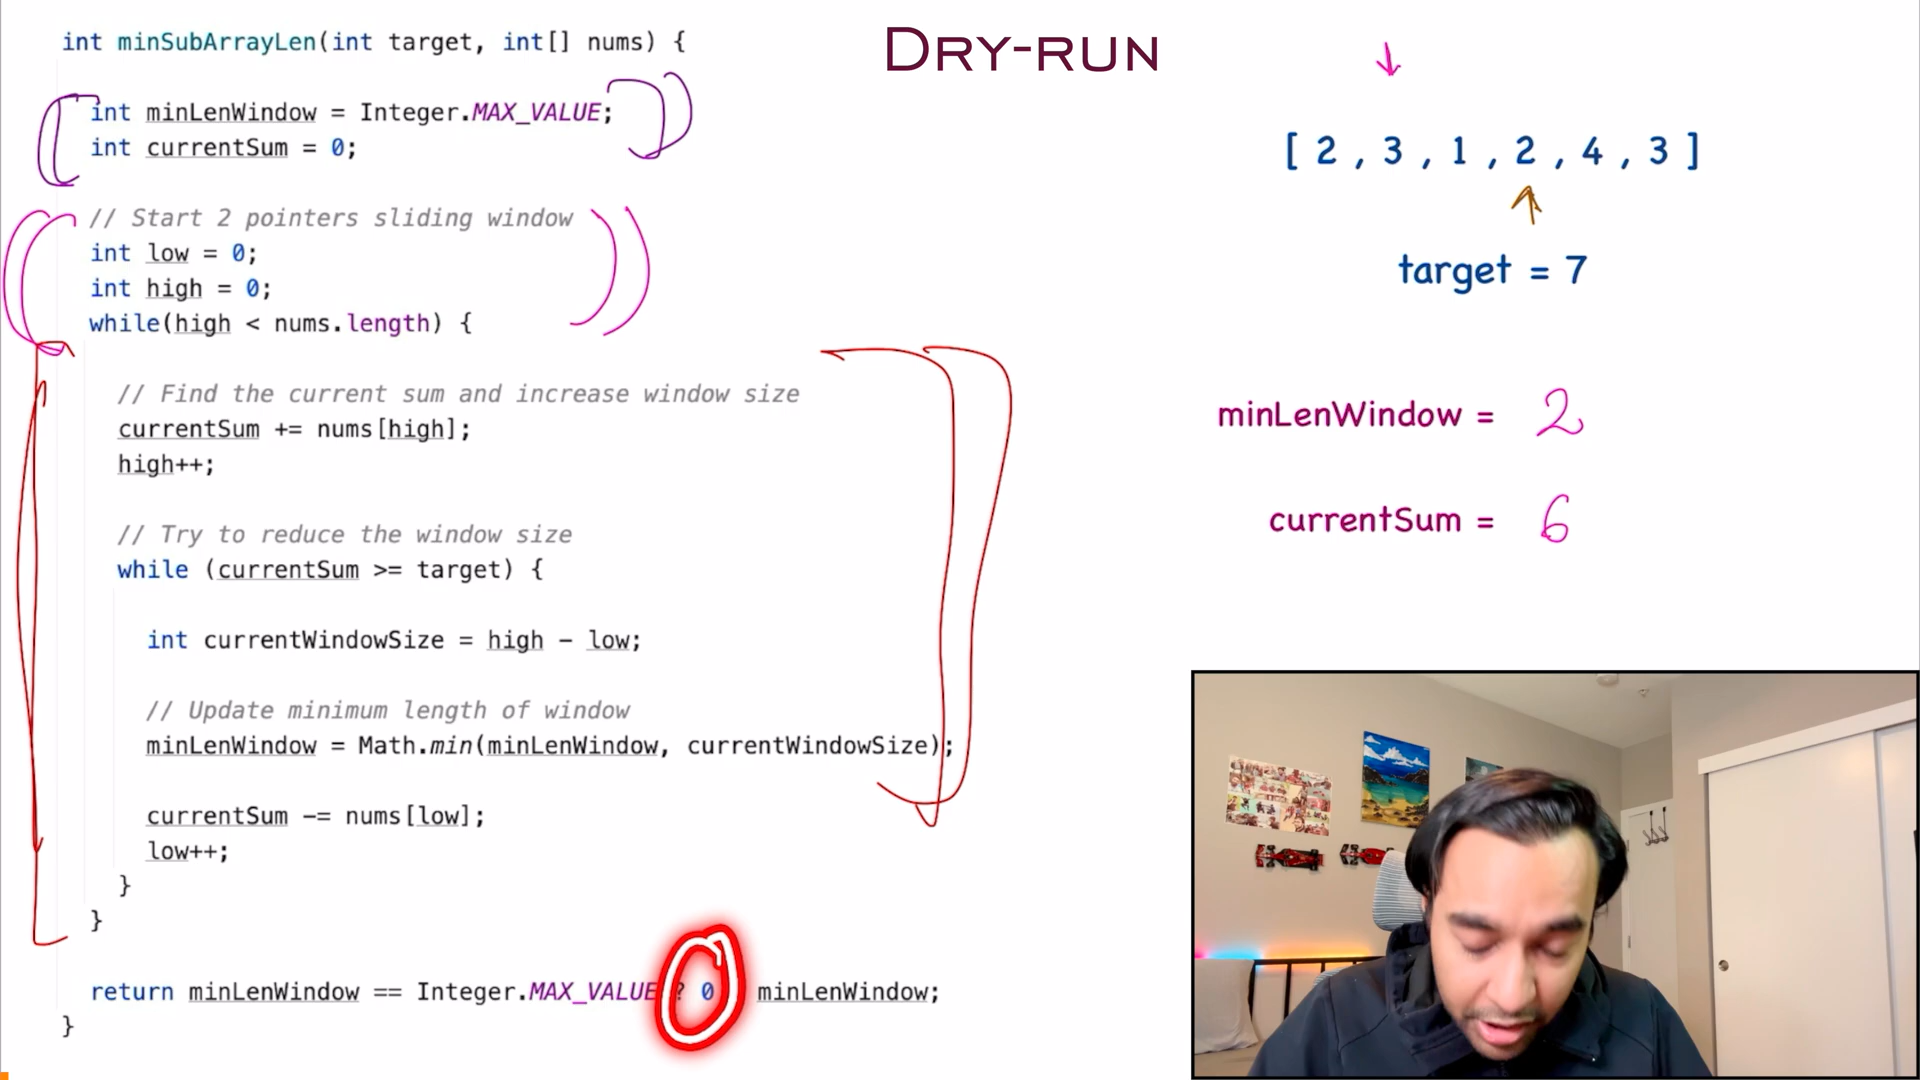 DRY-RUN
int minSubArrayLen(int target, int[] nums) {
int minLenWindow = Integer.MAX_VALUE;
int currentSum = 0;
// Start 2 pointers sliding window
int low = 0;
int high = 0;
while(high < nums.length) {
// Find the current sum and increase window size
currentSum += nums[high];
high++;
// Try to reduce the window size
while (currentSum >= target) {
int currentWindowSize = high - low;
// Update minimum length of window
minLenWindow = Math.min(minLenWindow, currentWindowSize);
currentSum -= nums[low];
low++;
}
}
return minLenWindow == Integer.MAX_VALUE ? 0 minLenWindow;
}
[ 2 , 3 , 1 , 2 , 4 , 3 ]
target = 7
minLenWindow = 2
currentSum = 6